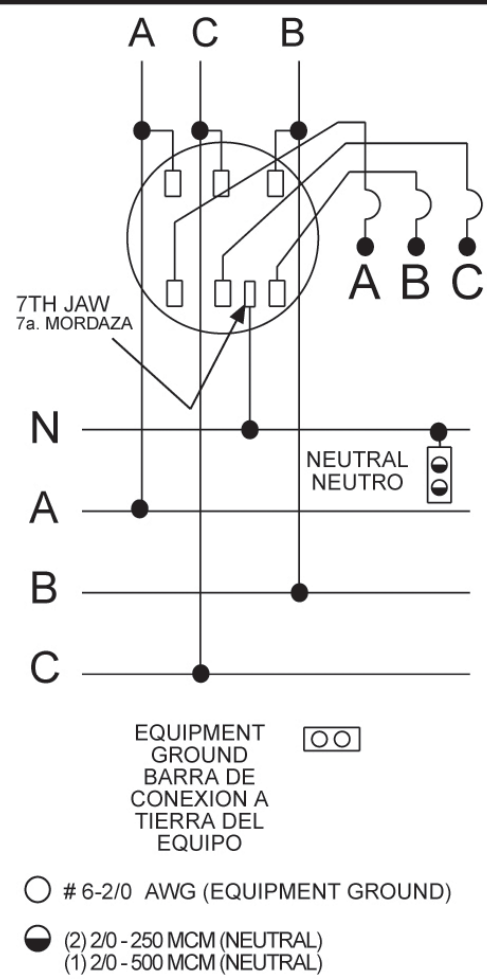 A C B
A B C
7TH JAW
7a. MORDAZA
N
NEUTRAL
NEUTRO
A
B
C
EQUIPMENT
GROUND
BARRA DE
CONEXION A
TIERRA DEL
EQUIPO
# 6-2/0 AWG (EQUIPMENT GROUND)
(2) 2/0 - 250 MCM (NEUTRAL)
(1) 2/0 - 500 MCM (NEUTRAL)